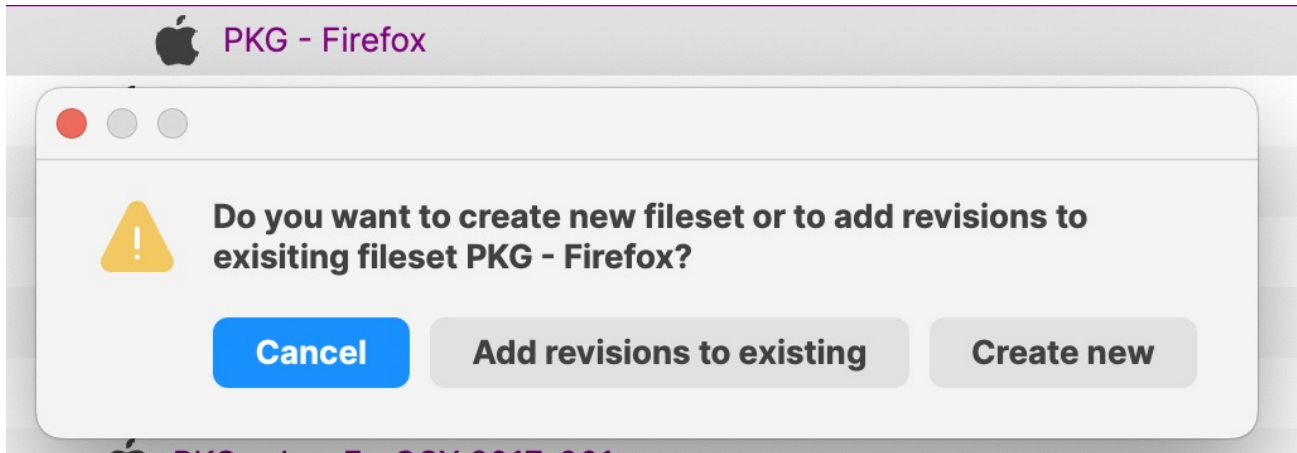 PKG - Firefox
Do you want to create new fileset or to add revisions to
exisiting fileset PKG - Firefox?
Cancel
Add revisions to existing
Create new